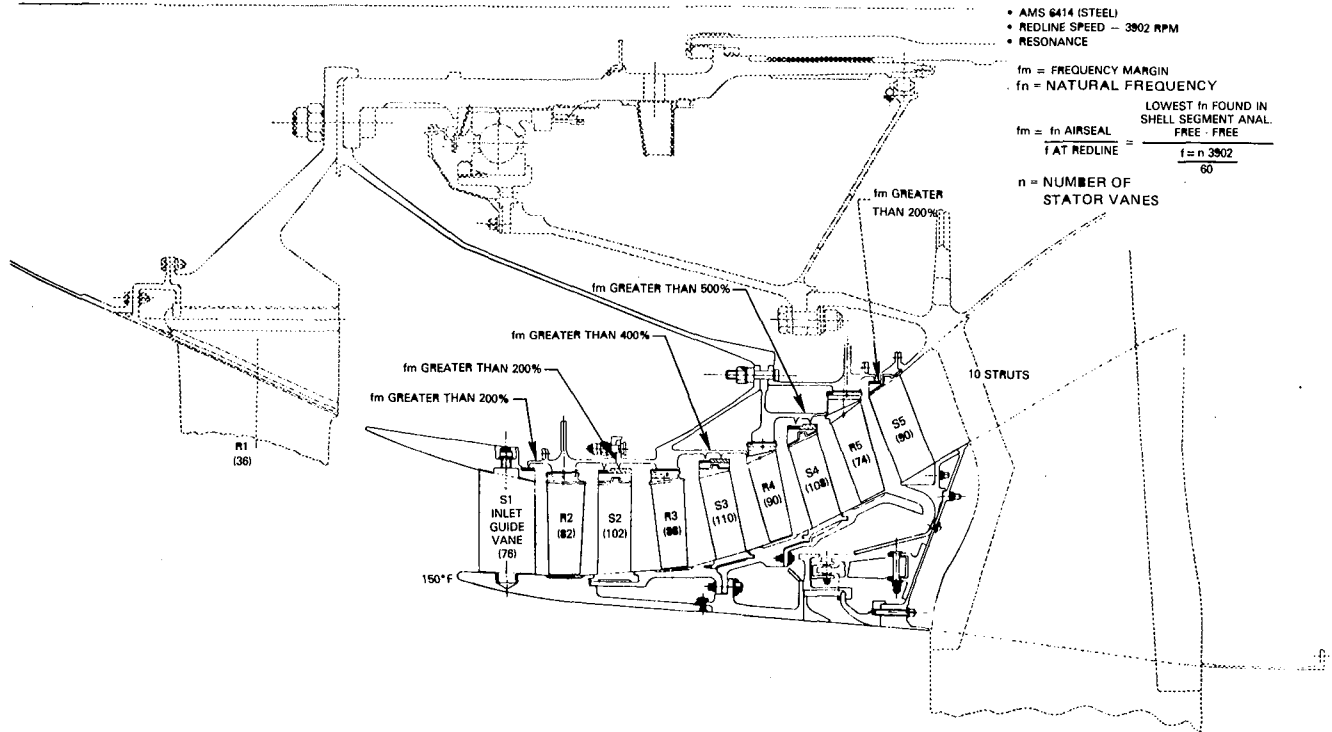 • AMS 6414 (STEEL)
• REDLINE SPEED – 3902 RPM
• RESONANCE
fm = FREQUENCY MARGIN
fn = NATURAL FREQUENCY
fm = fn AIRSEAL / f AT REDLINE = LOWEST fn FOUND IN
SHELL SEGMENT ANAL.
FREE - FREE
f = n 3902
60
n = NUMBER OF
STATOR VANES
fm GREATER
THAN 200%
fm GREATER THAN 500%
fm GREATER THAN 400%
fm GREATER THAN 200%
fm GREATER THAN 200%
10 STRUTS
R1
(36)
S1
INLET
GUIDE
VANE
(76)
R2
(82)
S2
(102)
R3
S3
(110)
R4
(90)
S4
(108)
R5
(74)
S5
(90)
150°F